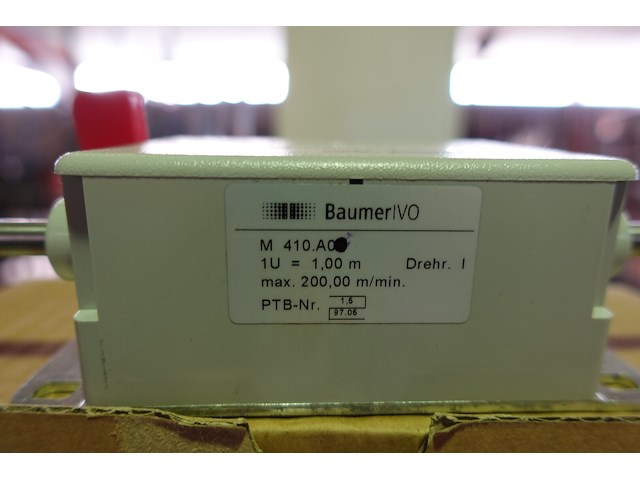 BaumerIVO
M 410.A0
1U = 1,00 m Drehr. I
max. 200,00 m/min.
PTB-Nr. 1,5
97.05